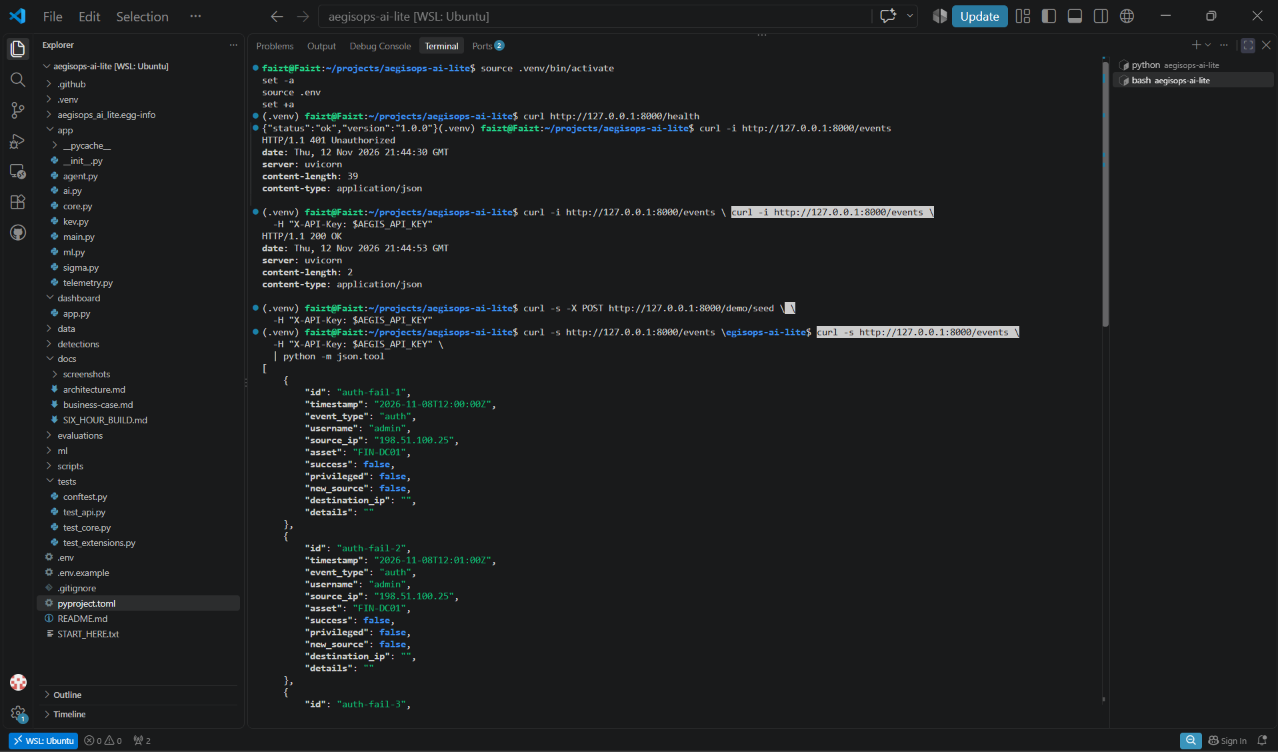 File Edit Selection ···
aegisops-ai-lite [WSL: Ubuntu]
Update
Explorer ···
aegisops-ai-lite [WSL: Ubuntu]
.github
.venv
aegisops_ai_lite.egg-info
app
__pycache__
__init__.py
agent.py
ai.py
core.py
kev.py
main.py
ml.py
sigma.py
telemetry.py
dashboard
app.py
data
detections
docs
screenshots
architecture.md
business-case.md
SIX_HOUR_BUILD.md
evaluations
ml
scripts
tests
conftest.py
test_api.py
test_core.py
test_extensions.py
.env
.env.example
.gitignore
pyproject.toml
README.md
START_HERE.txt
Outline
Timeline
1
Problems Output Debug Console Terminal Ports 2
faizt@Faizt:~/projects/aegisops-ai-lite$ source .venv/bin/activate
set -a
source .env
set +a
(.venv) faizt@Faizt:~/projects/aegisops-ai-lite$ curl http://127.0.0.1:8000/health
{"status":"ok","version":"1.0.0"}(.venv) faizt@Faizt:~/projects/aegisops-ai-lite$ curl -i http://127.0.0.1:8000/events
HTTP/1.1 401 Unauthorized
date: Thu, 12 Nov 2026 21:44:30 GMT
server: uvicorn
content-length: 39
content-type: application/json
(.venv) faizt@Faizt:~/projects/aegisops-ai-lite$ curl -i http://127.0.0.1:8000/events \ curl -i http://127.0.0.1:8000/events \
-H "X-API-Key: $AEGIS_API_KEY"
HTTP/1.1 200 OK
date: Thu, 12 Nov 2026 21:44:53 GMT
server: uvicorn
content-length: 2
content-type: application/json
(.venv) faizt@Faizt:~/projects/aegisops-ai-lite$ curl -s -X POST http://127.0.0.1:8000/demo/seed \ \
-H "X-API-Key: $AEGIS_API_KEY"
(.venv) faizt@Faizt:~/projects/aegisops-ai-lite$ curl -s http://127.0.0.1:8000/events \egisops-ai-lite$ curl -s http://127.0.0.1:8000/events \
-H "X-API-Key: $AEGIS_API_KEY" \
| python -m json.tool
[
{
"id": "auth-fail-1",
"timestamp": "2026-11-08T12:00:00Z",
"event_type": "auth",
"username": "admin",
"source_ip": "198.51.100.25",
"asset": "FIN-DC01",
"success": false,
"privileged": false,
"new_source": false,
"destination_ip": "",
"details": ""
},
{
"id": "auth-fail-2",
"timestamp": "2026-11-08T12:01:00Z",
"event_type": "auth",
"username": "admin",
"source_ip": "198.51.100.25",
"asset": "FIN-DC01",
"success": false,
"privileged": false,
"new_source": false,
"destination_ip": "",
"details": ""
},
{
"id": "auth-fail-3",
python aegisops-ai-lite
bash aegisops-ai-lite
WSL: Ubuntu 0 0 2
Sign In